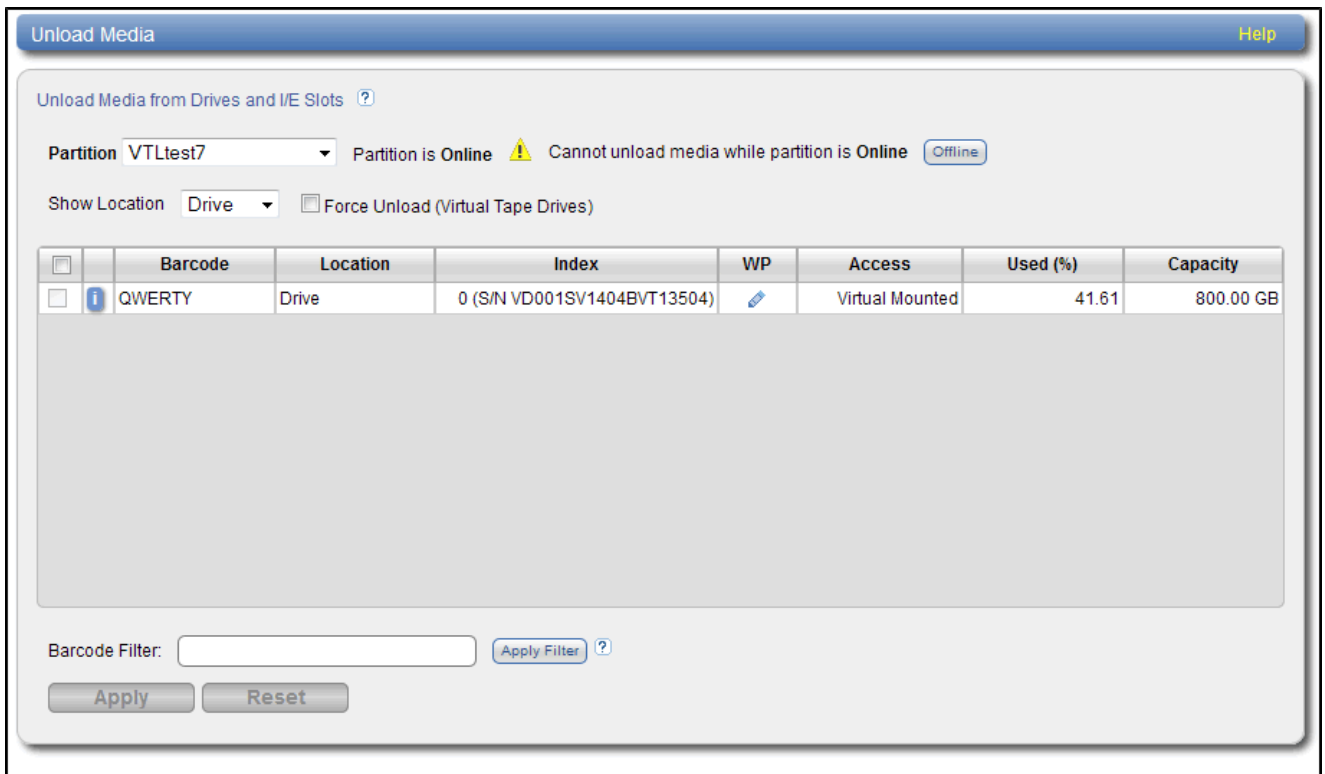 Unload Media Help
Unload Media from Drives and I/E Slots ?
Partition VTLtest7 Partition is Online ! Cannot unload media while partition is Online Offline
Show Location Drive Force Unload (Virtual Tape Drives)
Barcode Location Index WP Access Used (%) Capacity
i QWERTY Drive 0 (S/N VD001SV1404BVT13504) Virtual Mounted 41.61 800.00 GB
Barcode Filter: Apply Filter ?
Apply Reset